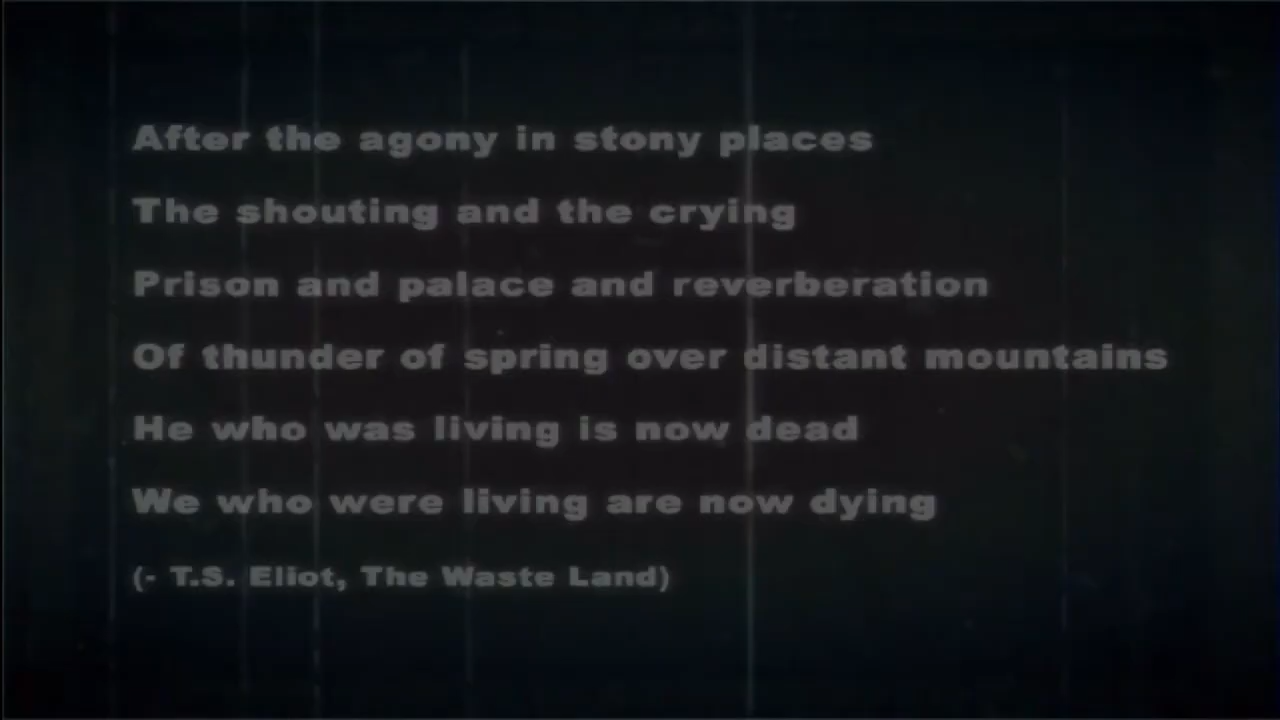 After the agony in stony places
The shouting and the crying
Prison and palace and reverberation
Of thunder of spring over distant mountains
He who was living is now dead
We who were living are now dying
(- T.S. Eliot, The Waste Land)